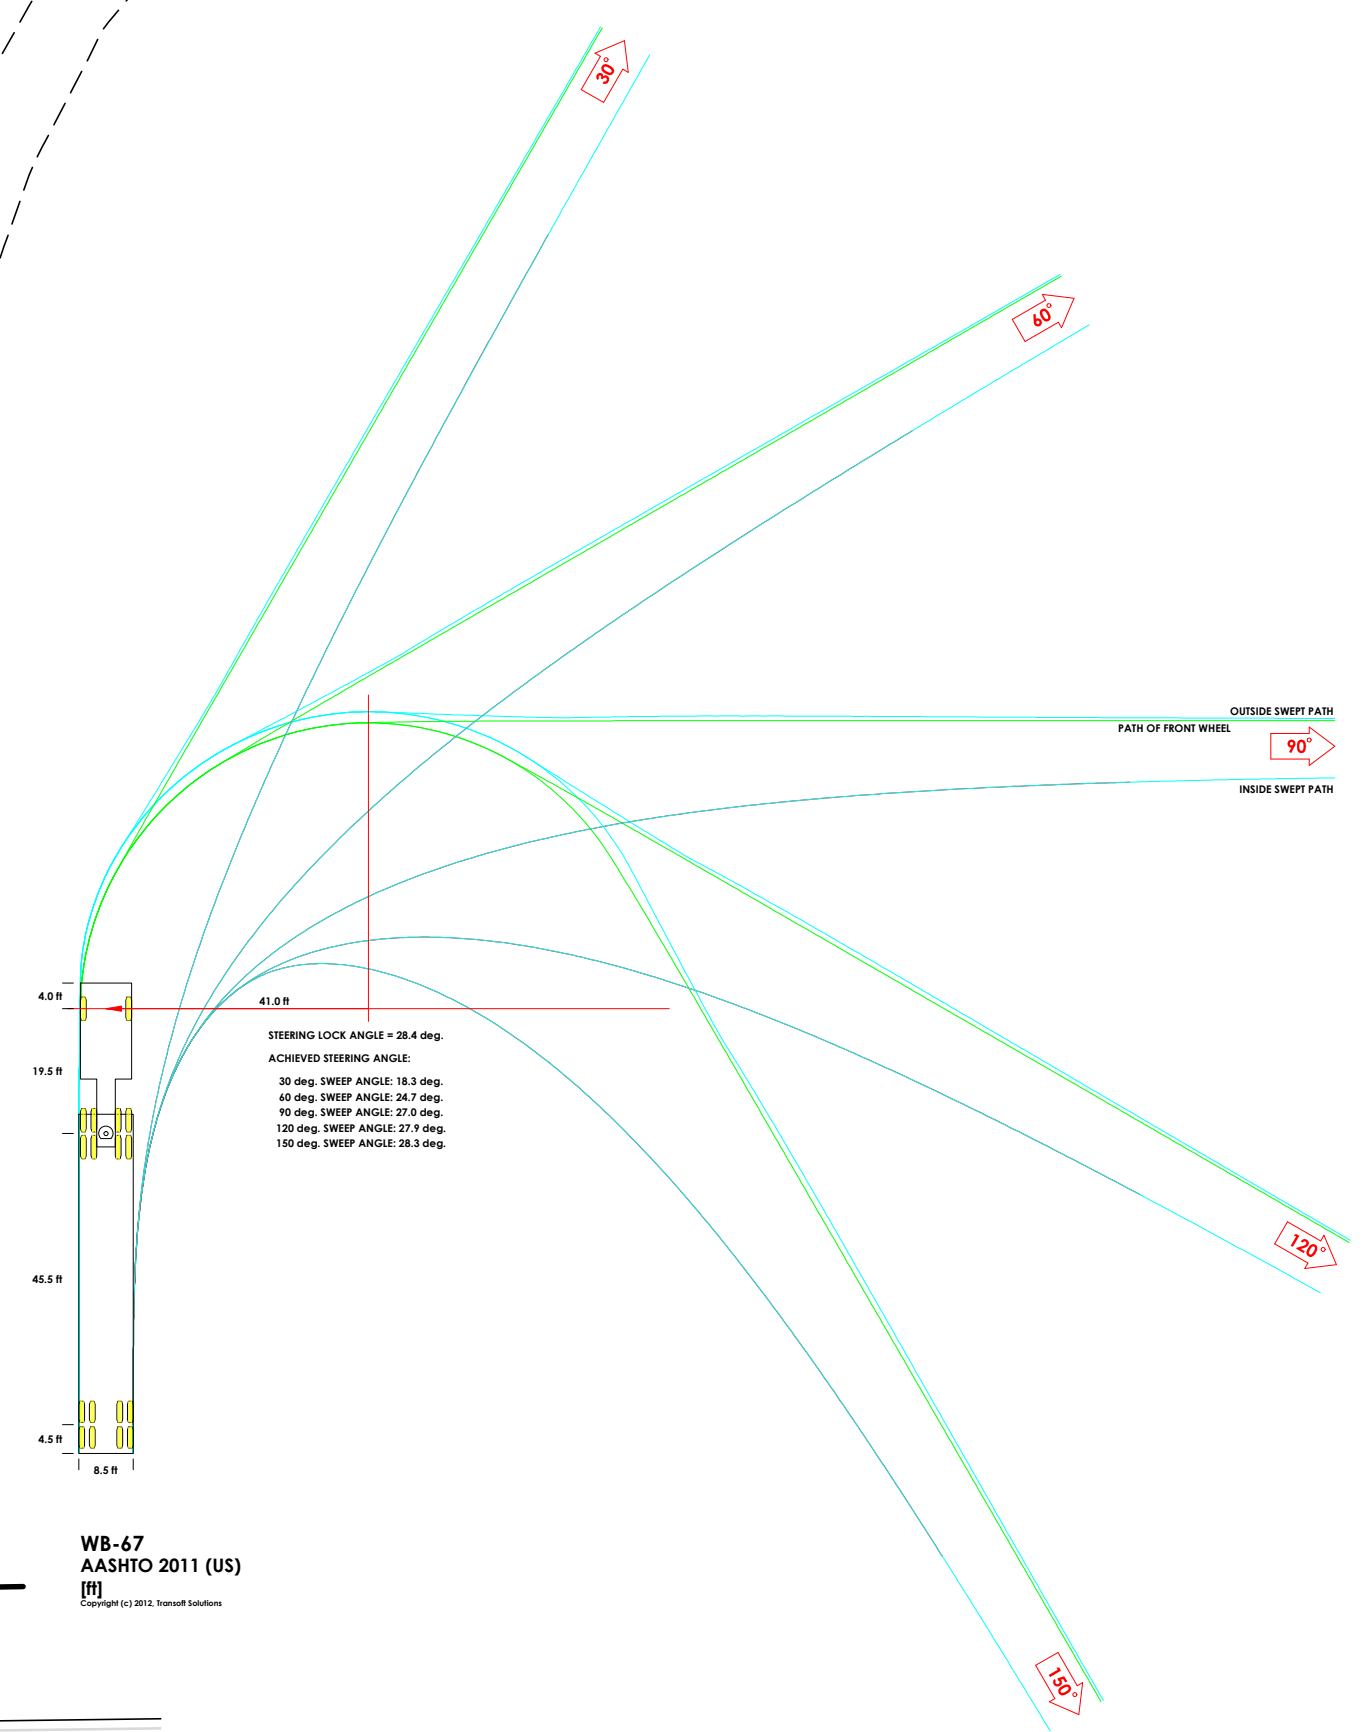 30°
60°
OUTSIDE SWEPT PATH
PATH OF FRONT WHEEL
90°
INSIDE SWEPT PATH
4.0 ft
41.0 ft
STEERING LOCK ANGLE = 28.4 deg.
ACHIEVED STEERING ANGLE:
19.5 ft
30 deg. SWEEP ANGLE: 18.3 deg.
60 deg. SWEEP ANGLE: 24.7 deg.
90 deg. SWEEP ANGLE: 27.0 deg.
120 deg. SWEEP ANGLE: 27.9 deg.
150 deg. SWEEP ANGLE: 28.3 deg.
120°
45.5 ft
4.5 ft
8.5 ft
WB-67
AASHTO 2011 (US)
[ft]
Copyright (c) 2012, Transoft Solutions
150°